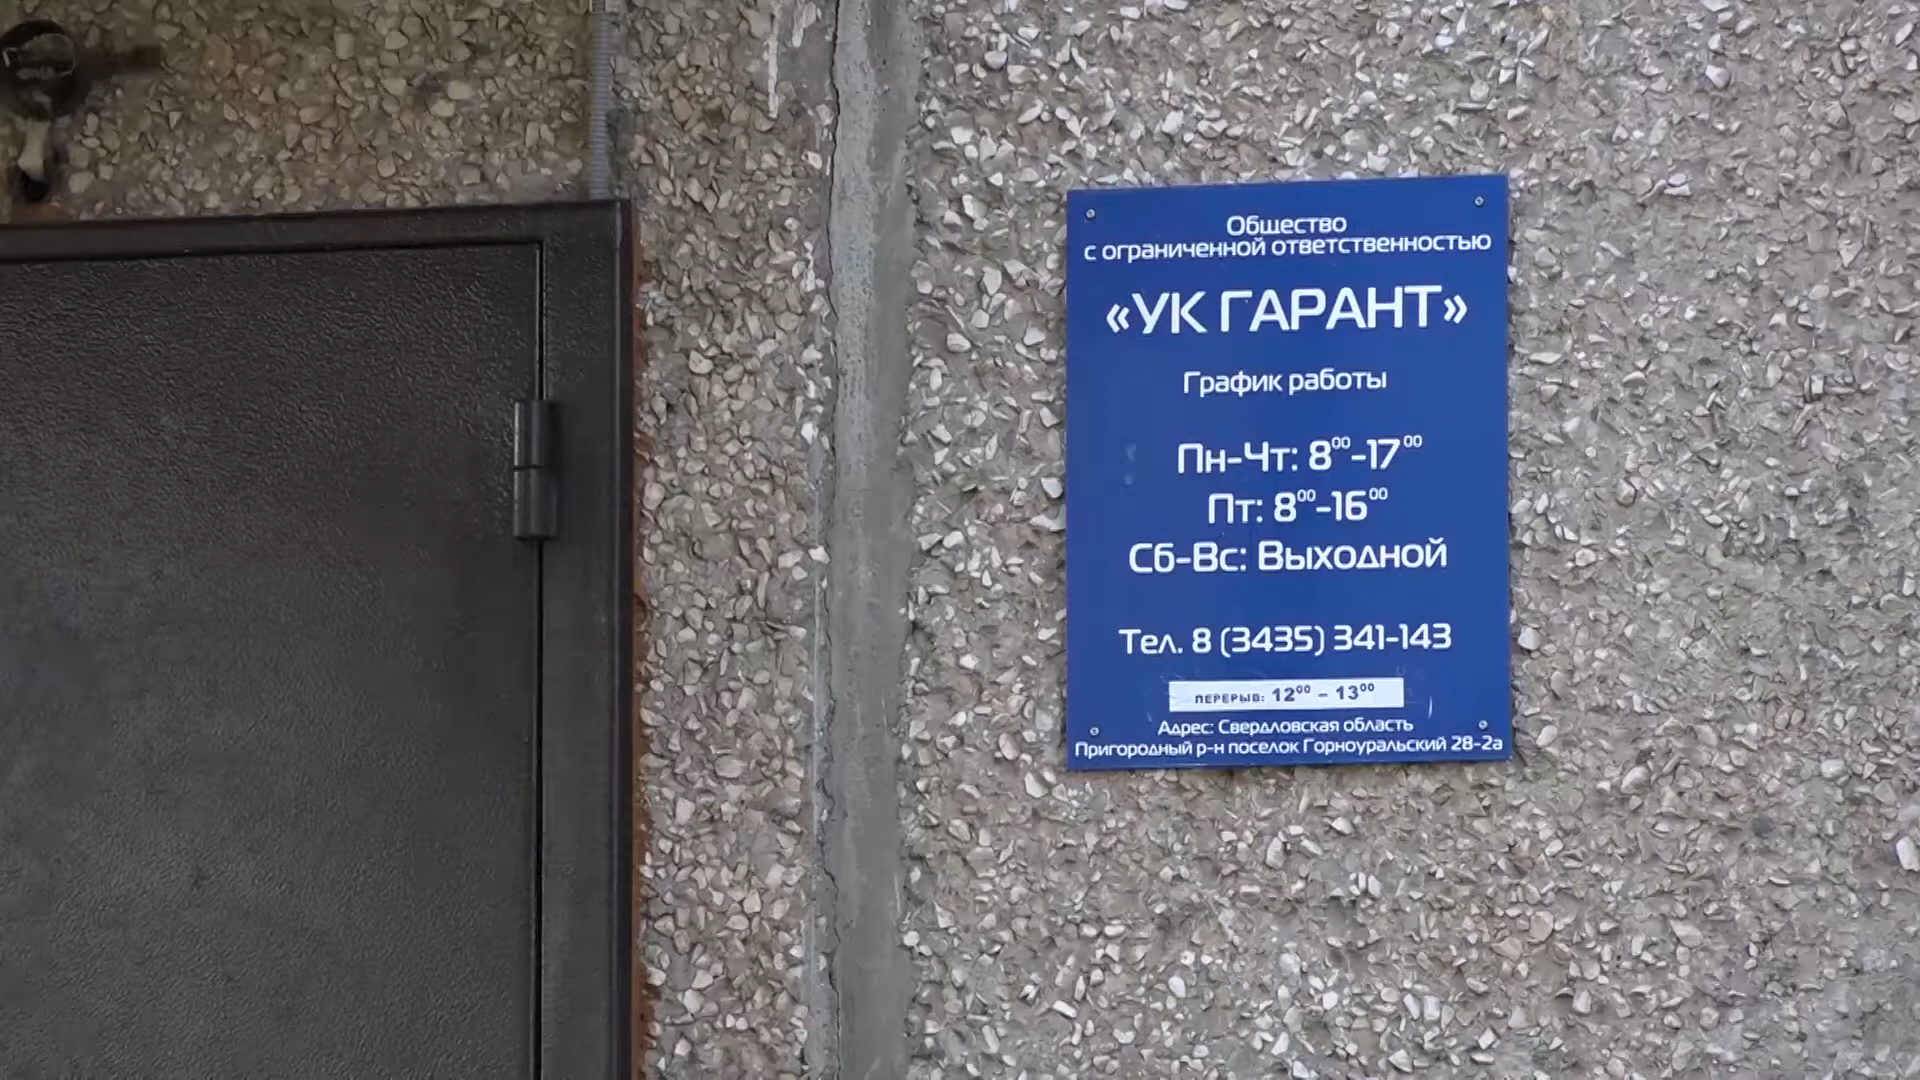 Общество
с ограниченной ответственностью
«УК ГАРАНТ»
График работы
Пн-Чт: 8⁰⁰-17⁰⁰
Пт: 8⁰⁰-16⁰⁰
Сб-Вс: Выходной
Тел. 8 (3435) 341-143
ПЕРЕРЫВ: 12⁰⁰ – 13⁰⁰
Адрес: Свердловская область
Пригородный р-н поселок Горноуральский 28-2а